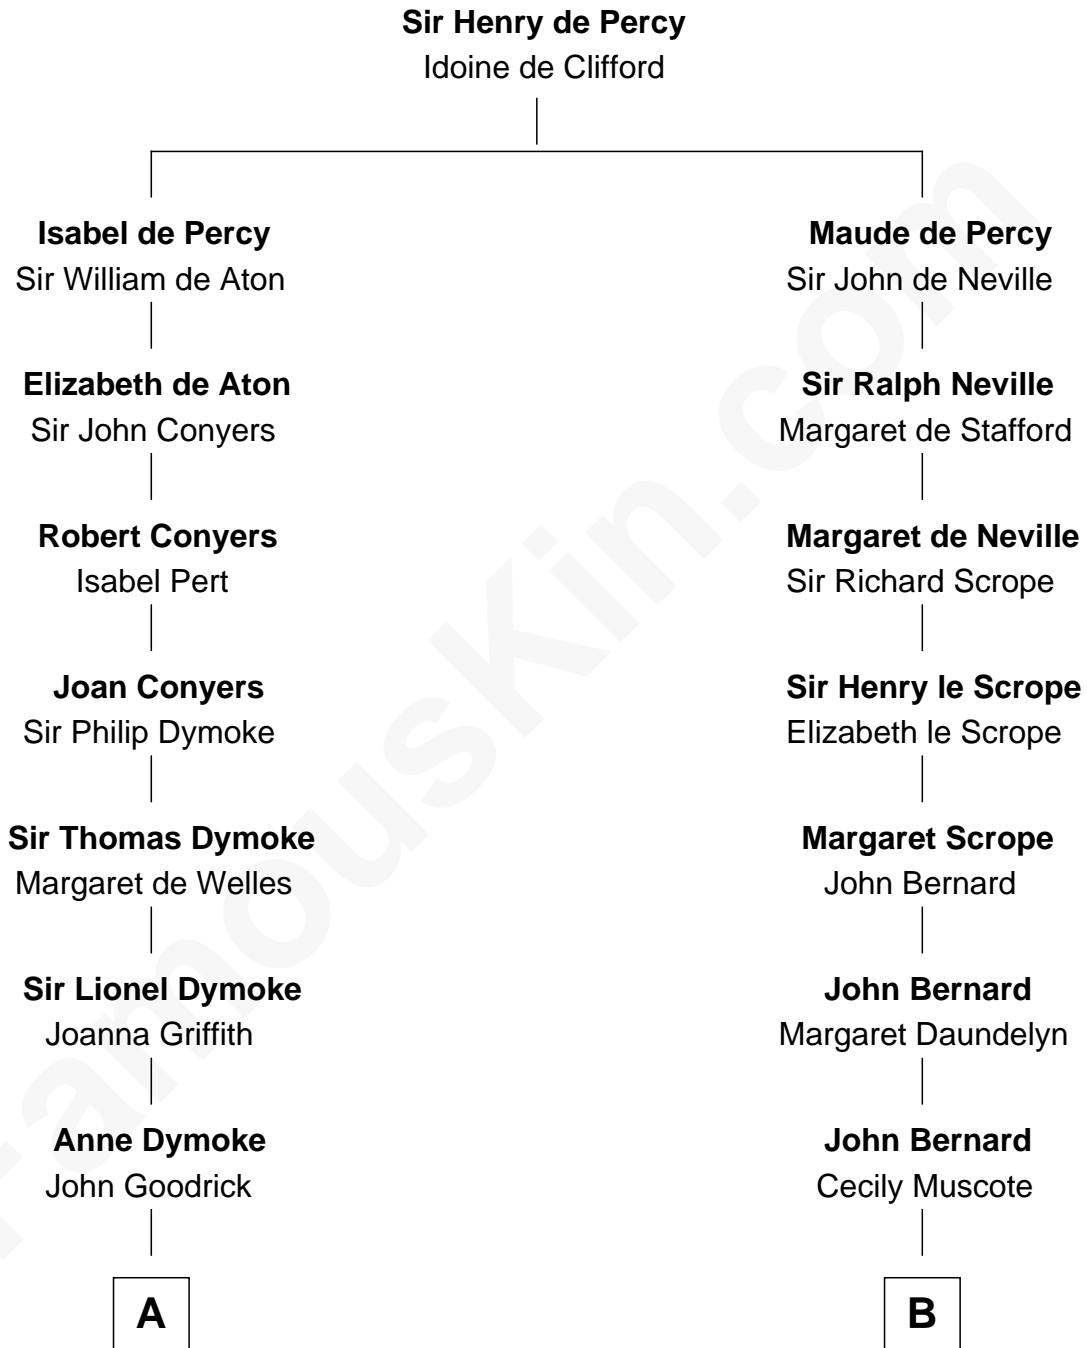 Sir Henry de Percy
Idoine de Clifford
Isabel de Percy
Sir William de Aton
Maude de Percy
Sir John de Neville
Elizabeth de Aton
Sir John Conyers
Sir Ralph Neville
Margaret de Stafford
Robert Conyers
Isabel Pert
Margaret de Neville
Sir Richard Scrope
Joan Conyers
Sir Philip Dymoke
Sir Henry le Scrope
Elizabeth le Scrope
Sir Thomas Dymoke
Margaret de Welles
Margaret Scrope
John Bernard
Sir Lionel Dymoke
Joanna Griffith
John Bernard
Margaret Daundelyn
Anne Dymoke
John Goodrick
John Bernard
Cecily Muscote
A
B
FamousKin.com